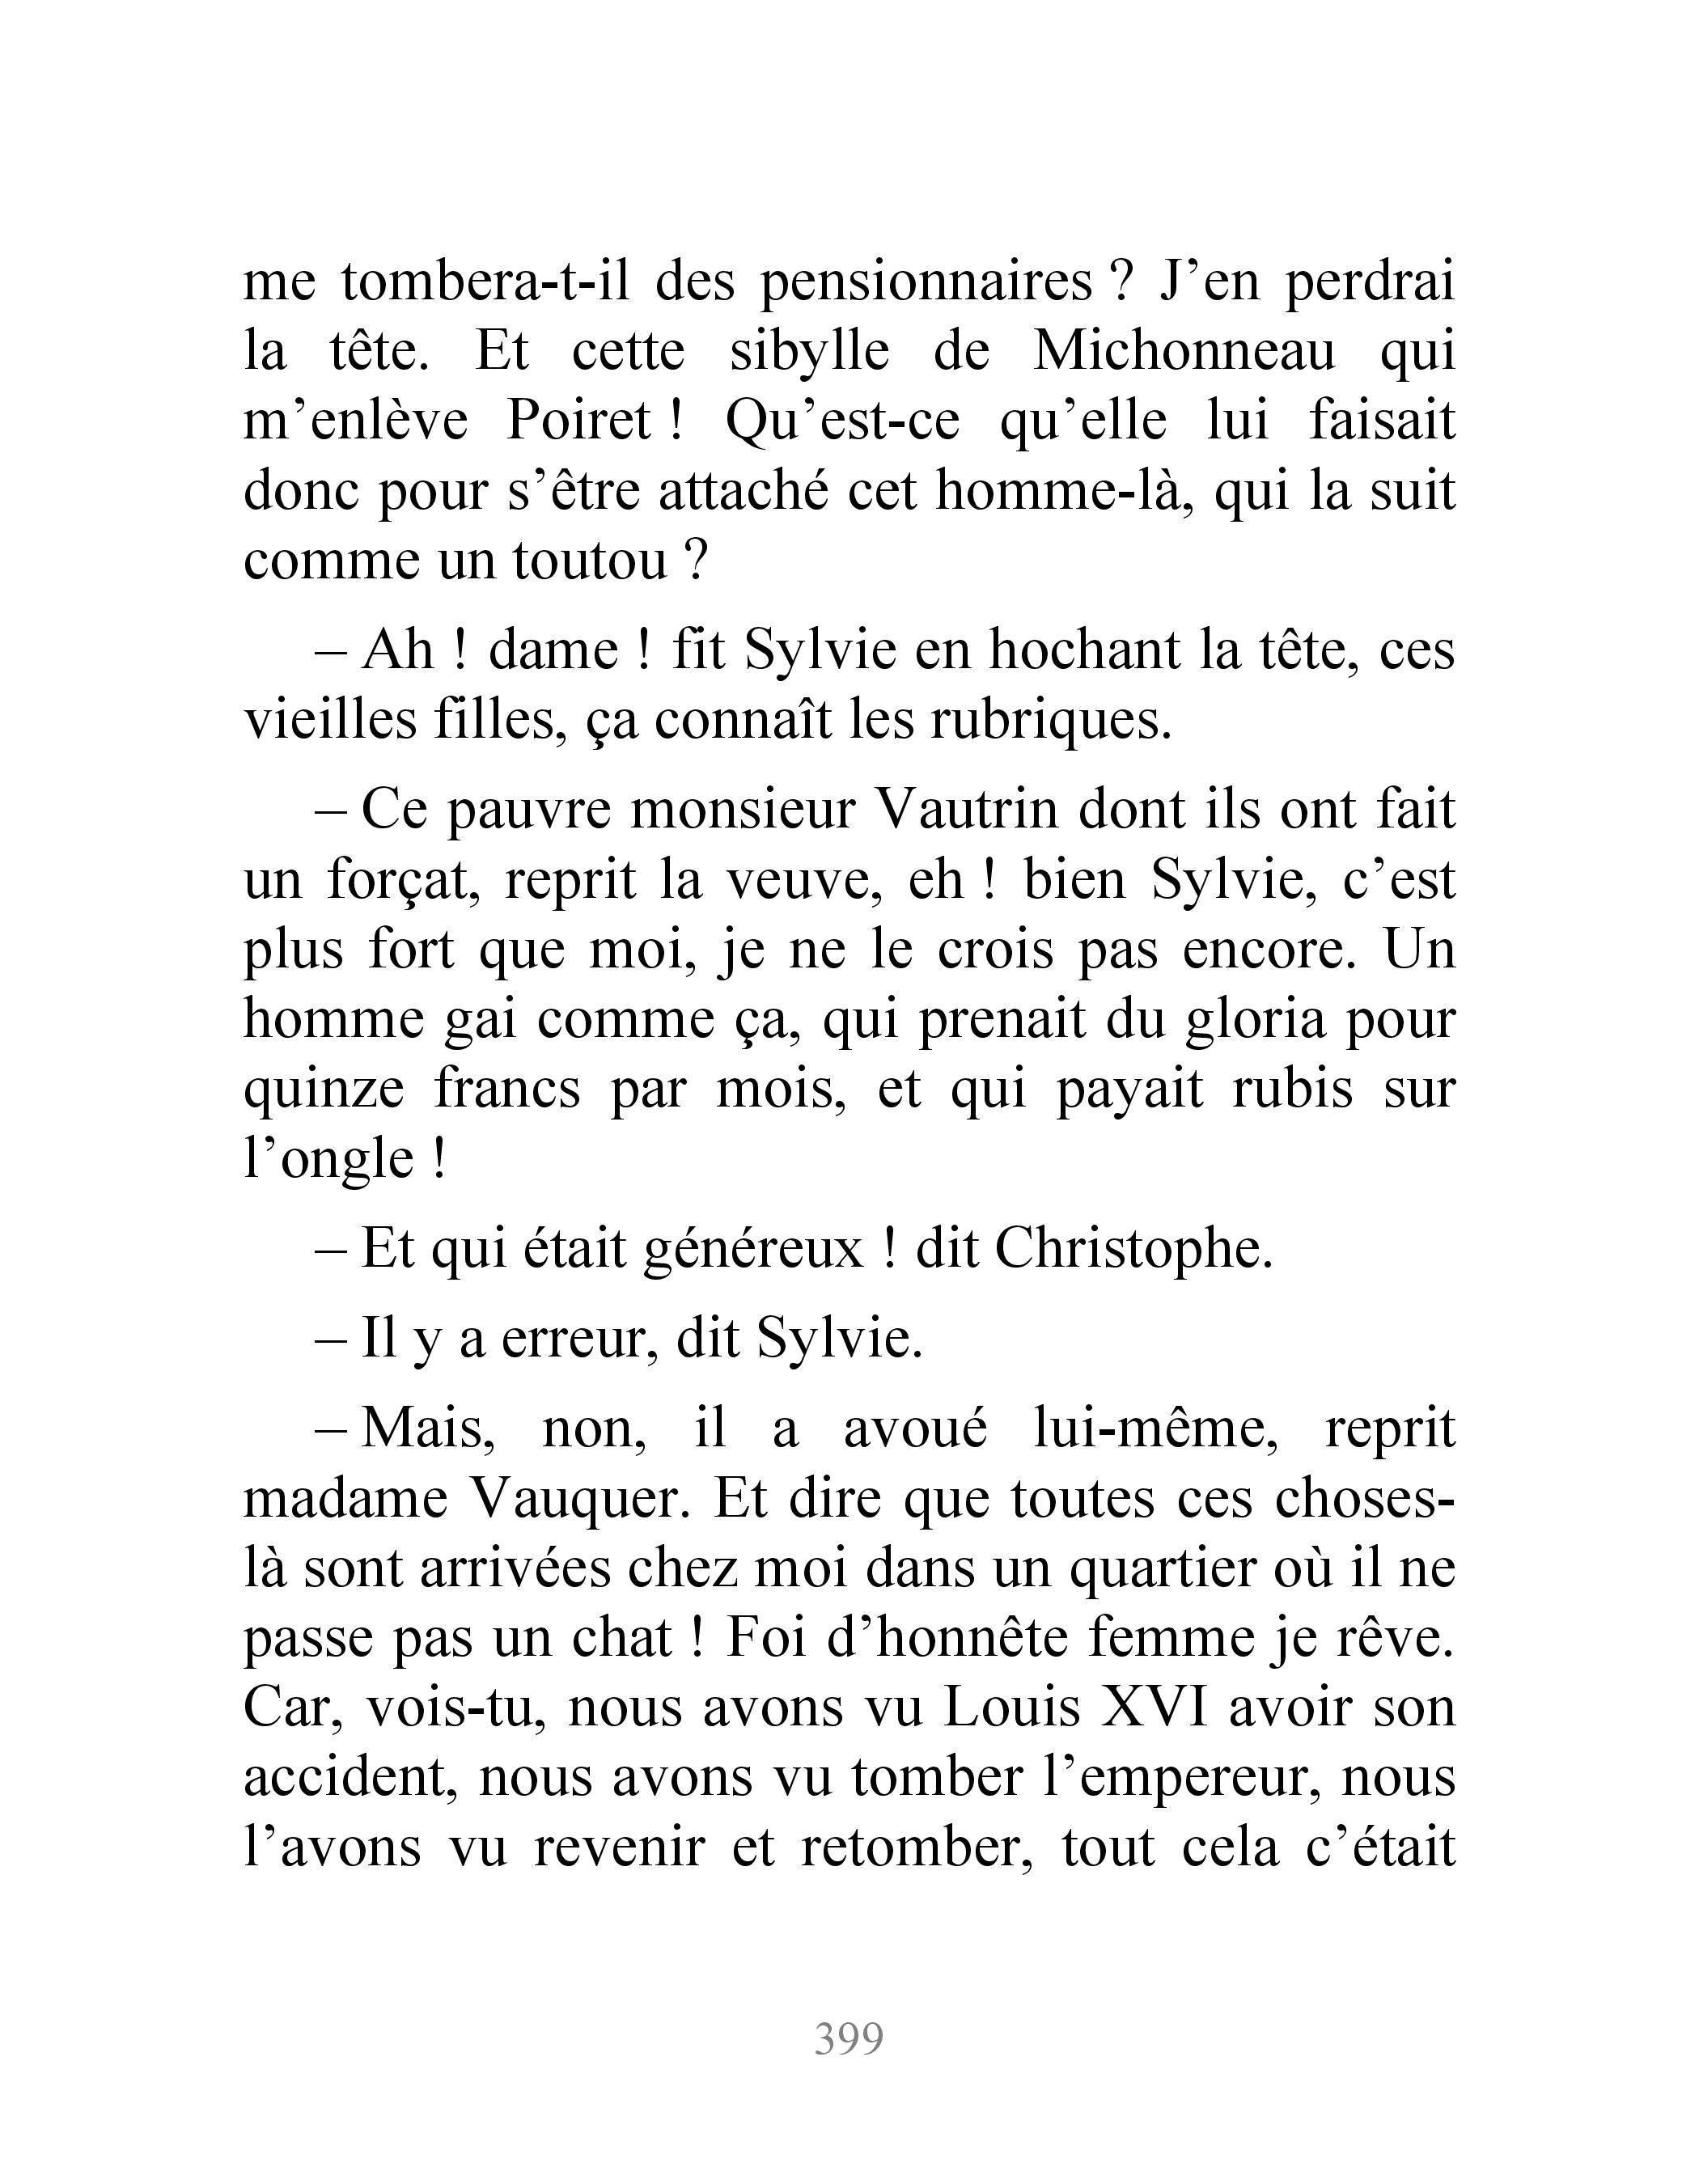 me tombera-t-il des pensionnaires ? J’en perdrai
la tête. Et cette sibylle de Michonneau qui
m’enlève Poiret ! Qu’est-ce qu’elle lui faisait
donc pour s’être attaché cet homme-là, qui la suit
comme un toutou ?
– Ah ! dame ! fit Sylvie en hochant la tête, ces
vieilles filles, ça connaît les rubriques.
– Ce pauvre monsieur Vautrin dont ils ont fait
un forçat, reprit la veuve, eh ! bien Sylvie, c’est
plus fort que moi, je ne le crois pas encore. Un
homme gai comme ça, qui prenait du gloria pour
quinze francs par mois, et qui payait rubis sur
l’ongle !
– Et qui était généreux ! dit Christophe.
– Il y a erreur, dit Sylvie.
– Mais, non, il a avoué lui-même, reprit
madame Vauquer. Et dire que toutes ces choses-
là sont arrivées chez moi dans un quartier où il ne
passe pas un chat ! Foi d’honnête femme je rêve.
Car, vois-tu, nous avons vu Louis XVI avoir son
accident, nous avons vu tomber l’empereur, nous
l’avons vu revenir et retomber, tout cela c’était
399